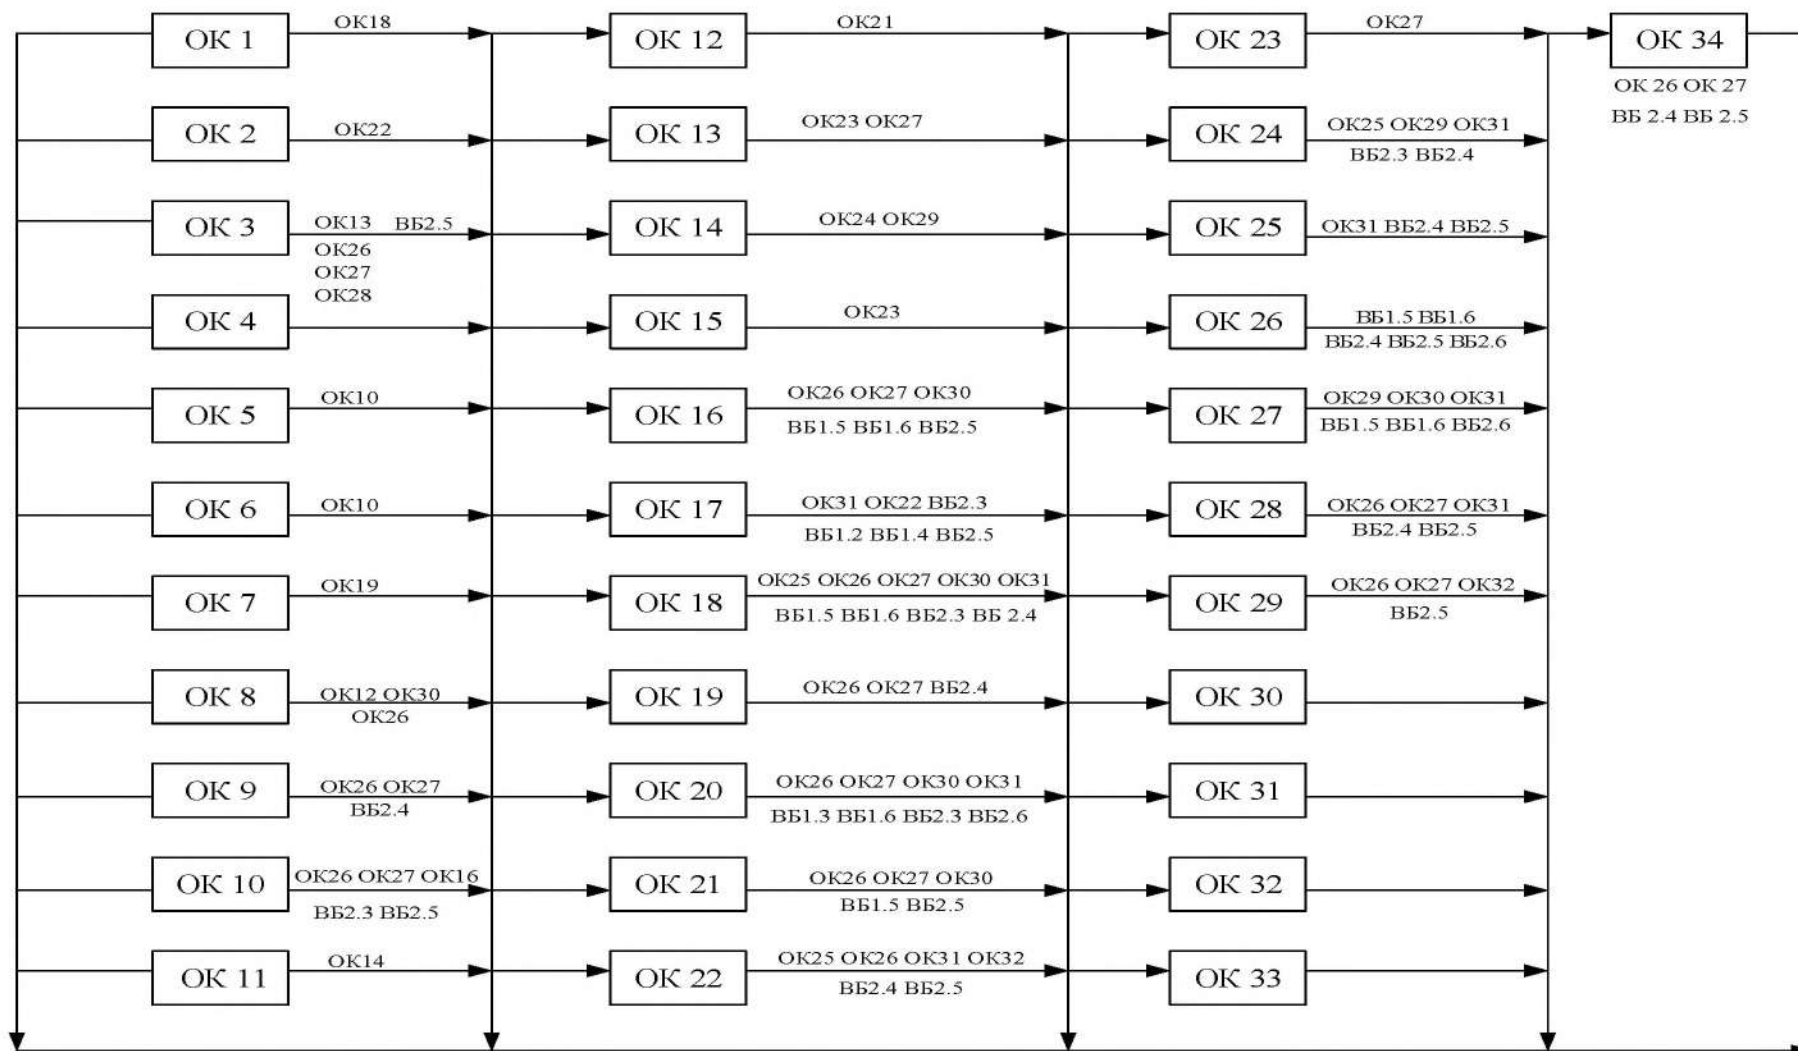 ОК 1
ОК18
ОК 12
ОК21
ОК 23
ОК27
ОК 34
ОК 26 ОК 27
ВБ 2.4 ВБ 2.5
ОК 2
ОК22
ОК 13
ОК23 ОК27
ОК 24
ОК25 ОК29 ОК31
ВБ2.3 ВБ2.4
ОК 3
ОК13 ВБ2.5
ОК26
ОК27
ОК28
ОК 14
ОК24 ОК29
ОК 25
ОК31 ВБ2.4 ВБ2.5
ОК 4
ОК 15
ОК23
ОК 26
ВБ1.5 ВБ1.6
ВБ2.4 ВБ2.5 ВБ2.6
ОК 5
ОК10
ОК 16
ОК26 ОК27 ОК30
ВБ1.5 ВБ1.6 ВБ2.5
ОК 27
ОК29 ОК30 ОК31
ВБ1.5 ВБ1.6 ВБ2.6
ОК 6
ОК10
ОК 17
ОК31 ОК22 ВБ2.3
ВБ1.2 ВБ1.4 ВБ2.5
ОК 28
ОК26 ОК27 ОК31
ВБ2.4 ВБ2.5
ОК 7
ОК19
ОК 18
ОК25 ОК26 ОК27 ОК30 ОК31
ВБ1.5 ВБ1.6 ВБ2.3 ВБ 2.4
ОК 29
ОК26 ОК27 ОК32
ВБ2.5
ОК 8
ОК12 ОК30
ОК26
ОК 19
ОК26 ОК27 ВБ2.4
ОК 30
ОК 9
ОК26 ОК27
ВБ2.4
ОК 20
ОК26 ОК27 ОК30 ОК31
ВБ1.3 ВБ1.6 ВБ2.3 ВБ2.6
ОК 31
ОК 10
ОК26 ОК27 ОК16
ВБ2.3 ВБ2.5
ОК 21
ОК26 ОК27 ОК30
ВБ1.5 ВБ2.5
ОК 32
ОК 11
ОК14
ОК 22
ОК25 ОК26 ОК31 ОК32
ВБ2.4 ВБ2.5
ОК 33